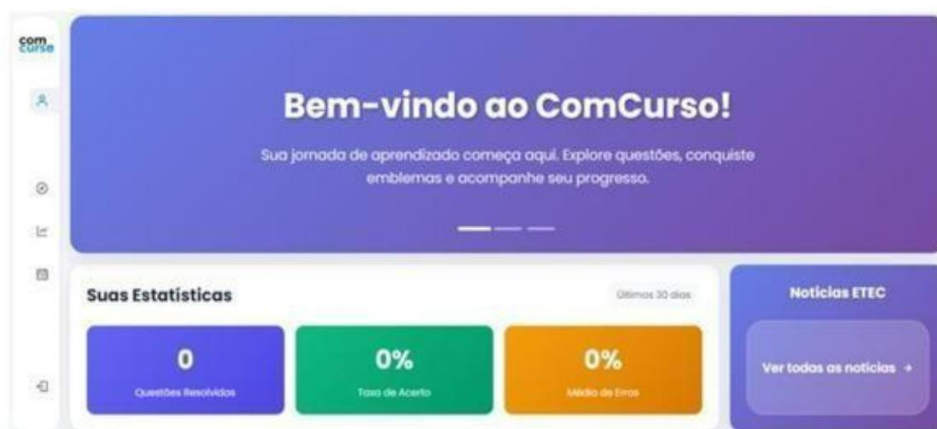 com
curso
Bem-vindo ao ComCurso!
Sua jornada de aprendizado começa aqui. Explore questões, conquiste
emblemas e acompanhe seu progresso.
Suas Estatísticas
Últimos 30 dias
Notícias ETEC
0
Questões Resolvidas
0%
Taxa de Acerto
0%
Média de Erros
Ver todas as notícias →